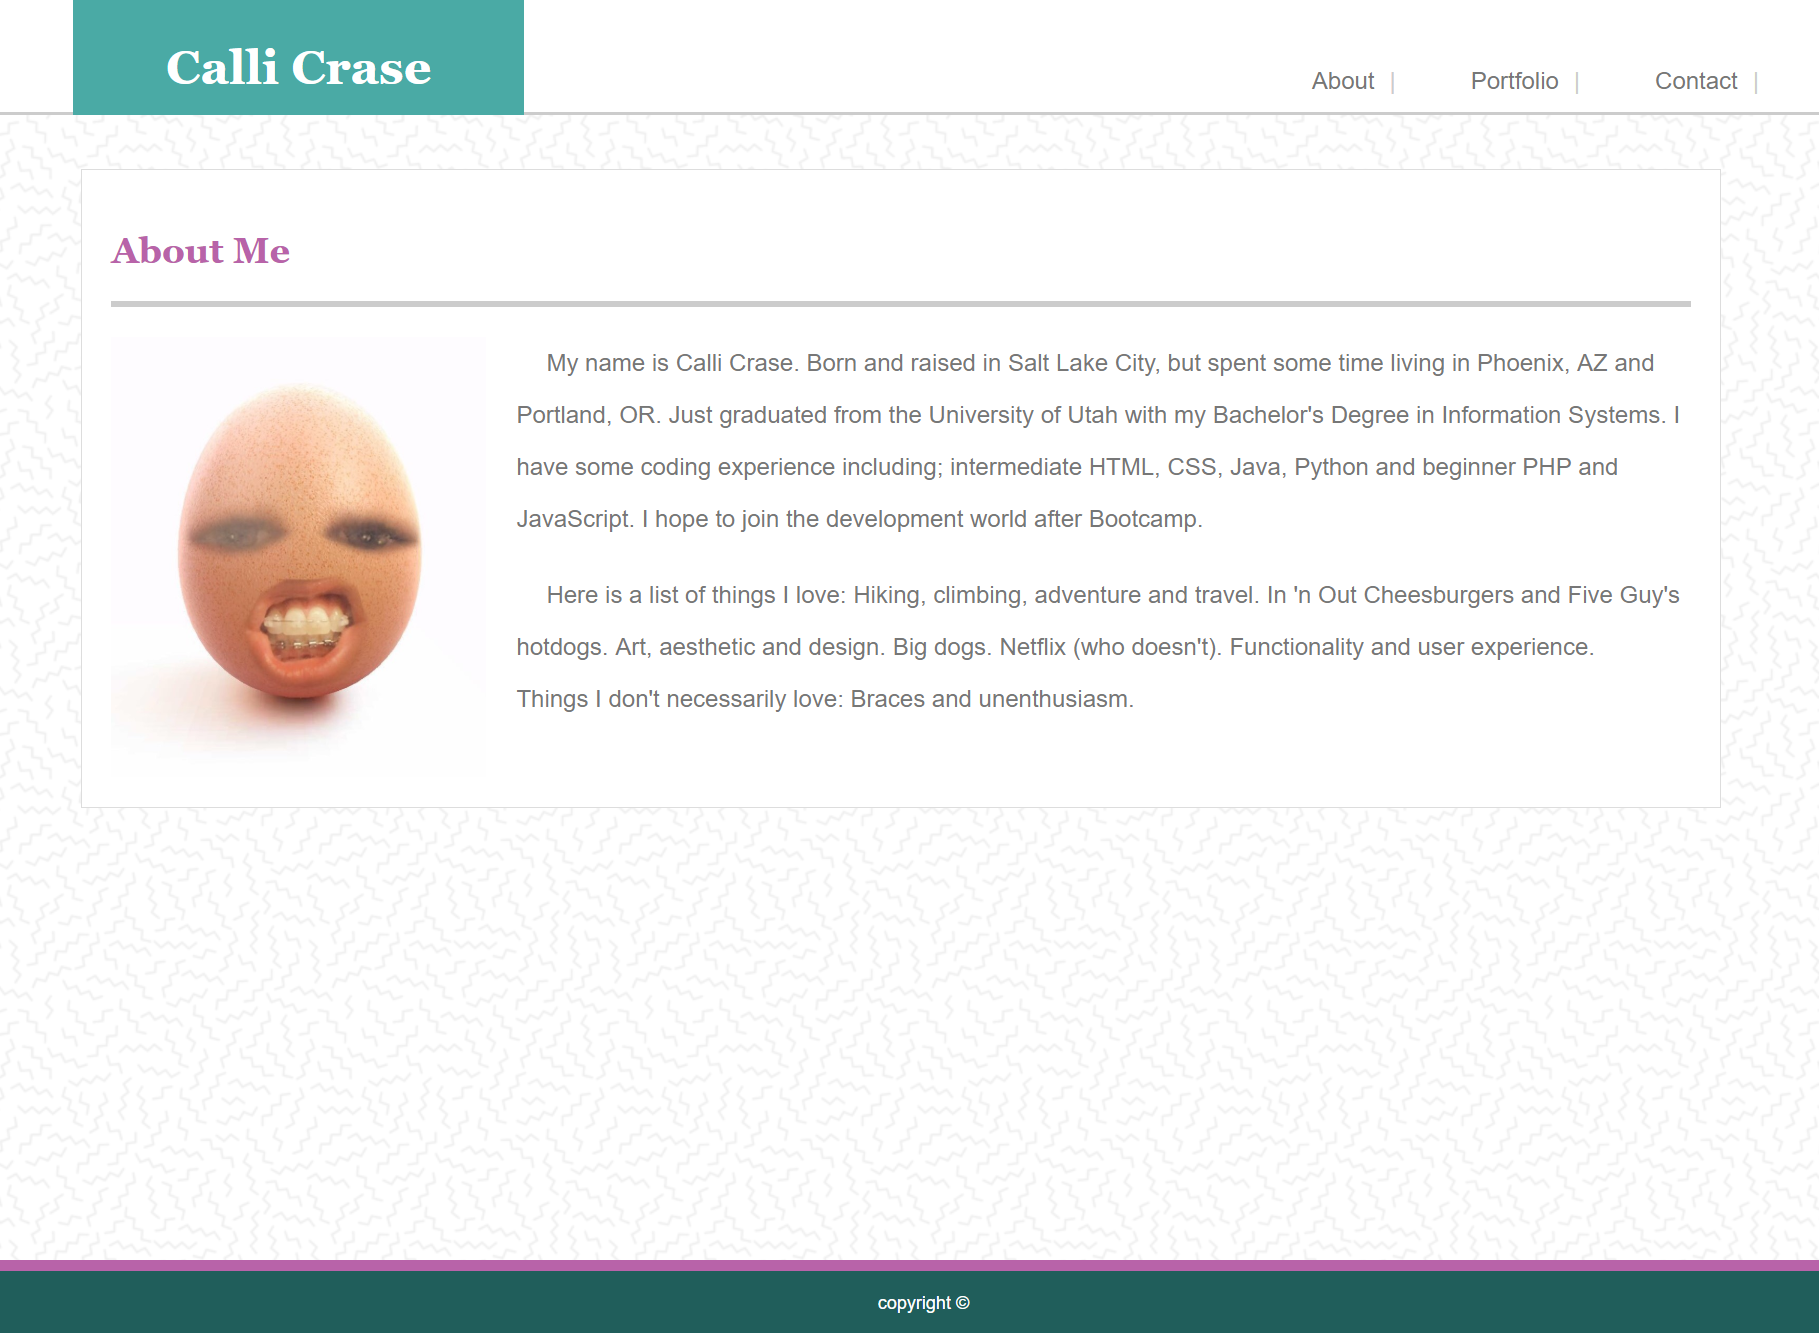 Calli Crase
About |
Portfolio |
Contact |
About Me
My name is Calli Crase. Born and raised in Salt Lake City, but spent some time living in Phoenix, AZ and
Portland, OR. Just graduated from the University of Utah with my Bachelor's Degree in Information Systems. I
have some coding experience including; intermediate HTML, CSS, Java, Python and beginner PHP and
JavaScript. I hope to join the development world after Bootcamp.
Here is a list of things I love: Hiking, climbing, adventure and travel. In 'n Out Cheesburgers and Five Guy's
hotdogs. Art, aesthetic and design. Big dogs. Netflix (who doesn't). Functionality and user experience.
Things I don't necessarily love: Braces and unenthusiasm.
copyright ©